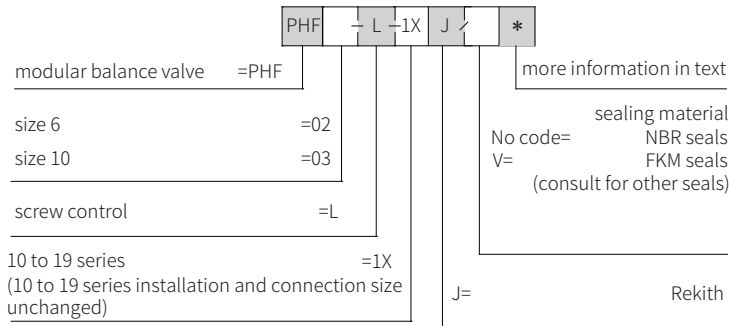 PHF - L - 1X J / *
modular balance valve =PHF
more information in text
size 6 =02
size 10 =03
sealing material
No code= NBR seals
V= FKM seals
(consult for other seals)
screw control =L
10 to 19 series =1X
(10 to 19 series installation and connection size
unchanged)
J= Rekith